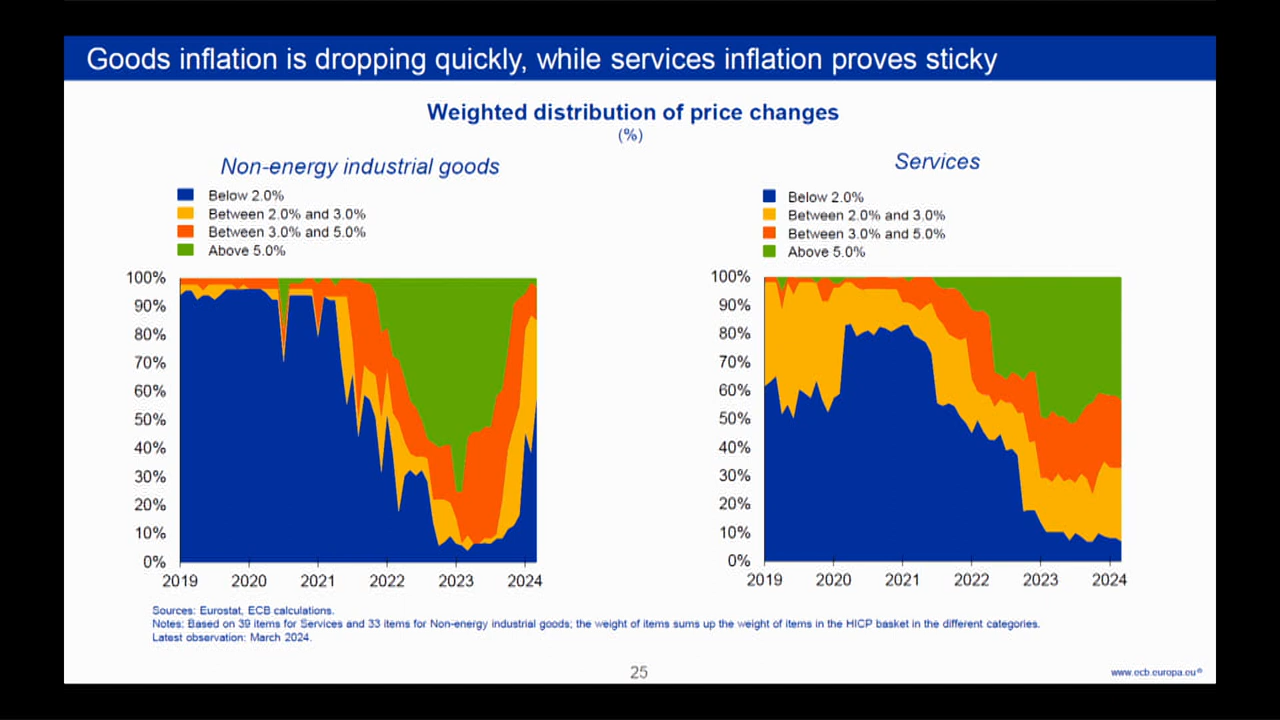 Goods inflation is dropping quickly, while services inflation proves sticky
Weighted distribution of price changes
(%)
Non-energy industrial goods
Below 2.0%
Between 2.0% and 3.0%
Between 3.0% and 5.0%
Above 5.0%
100%
90%
80%
70%
60%
50%
40%
30%
20%
10%
0%
2019 2020 2021 2022 2023 2024
Services
Below 2.0%
Between 2.0% and 3.0%
Between 3.0% and 5.0%
Above 5.0%
100%
90%
80%
70%
60%
50%
40%
30%
20%
10%
0%
2019 2020 2021 2022 2023 2024
Sources: Eurostat, ECB calculations.
Notes: Based on 39 items for Services and 33 items for Non-energy industrial goods; the weight of items sums up the weight of items in the HICP basket in the different categories.
Latest observation: March 2024.
25
www.ecb.europa.eu©